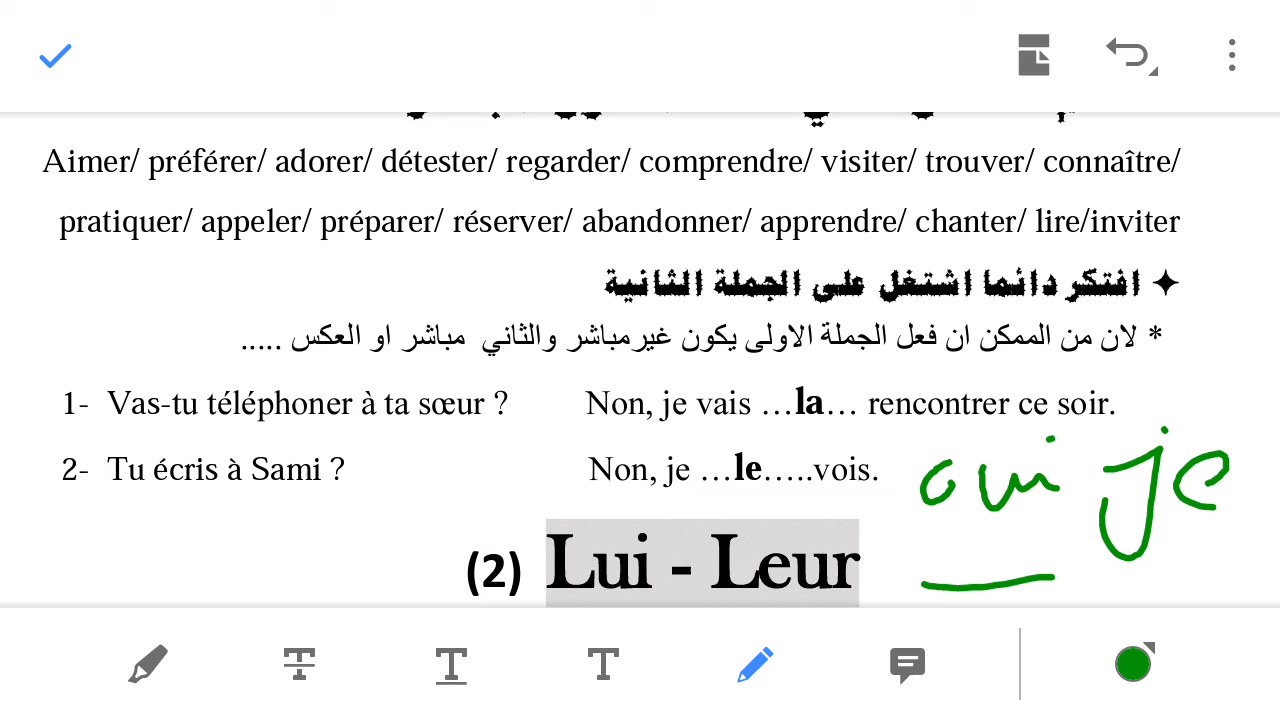 Aimer/ préférer/ adorer/ détester/ regarder/ comprendre/ visiter/ trouver/ connaître/
pratiquer/ appeler/ préparer/ réserver/ abandonner/ apprendre/ chanter/ lire/inviter
✦ افتكر دائما اشتغل على الجملة الثانية
* لان من الممكن ان فعل الجملة الاولى يكون غيرمباشر والثاني مباشر او العكس .....
1- Vas-tu téléphoner à ta sœur ? Non, je vais …la… rencontrer ce soir.
2- Tu écris à Sami ? Non, je …le…..vois.
oui je
(2) Lui - Leur